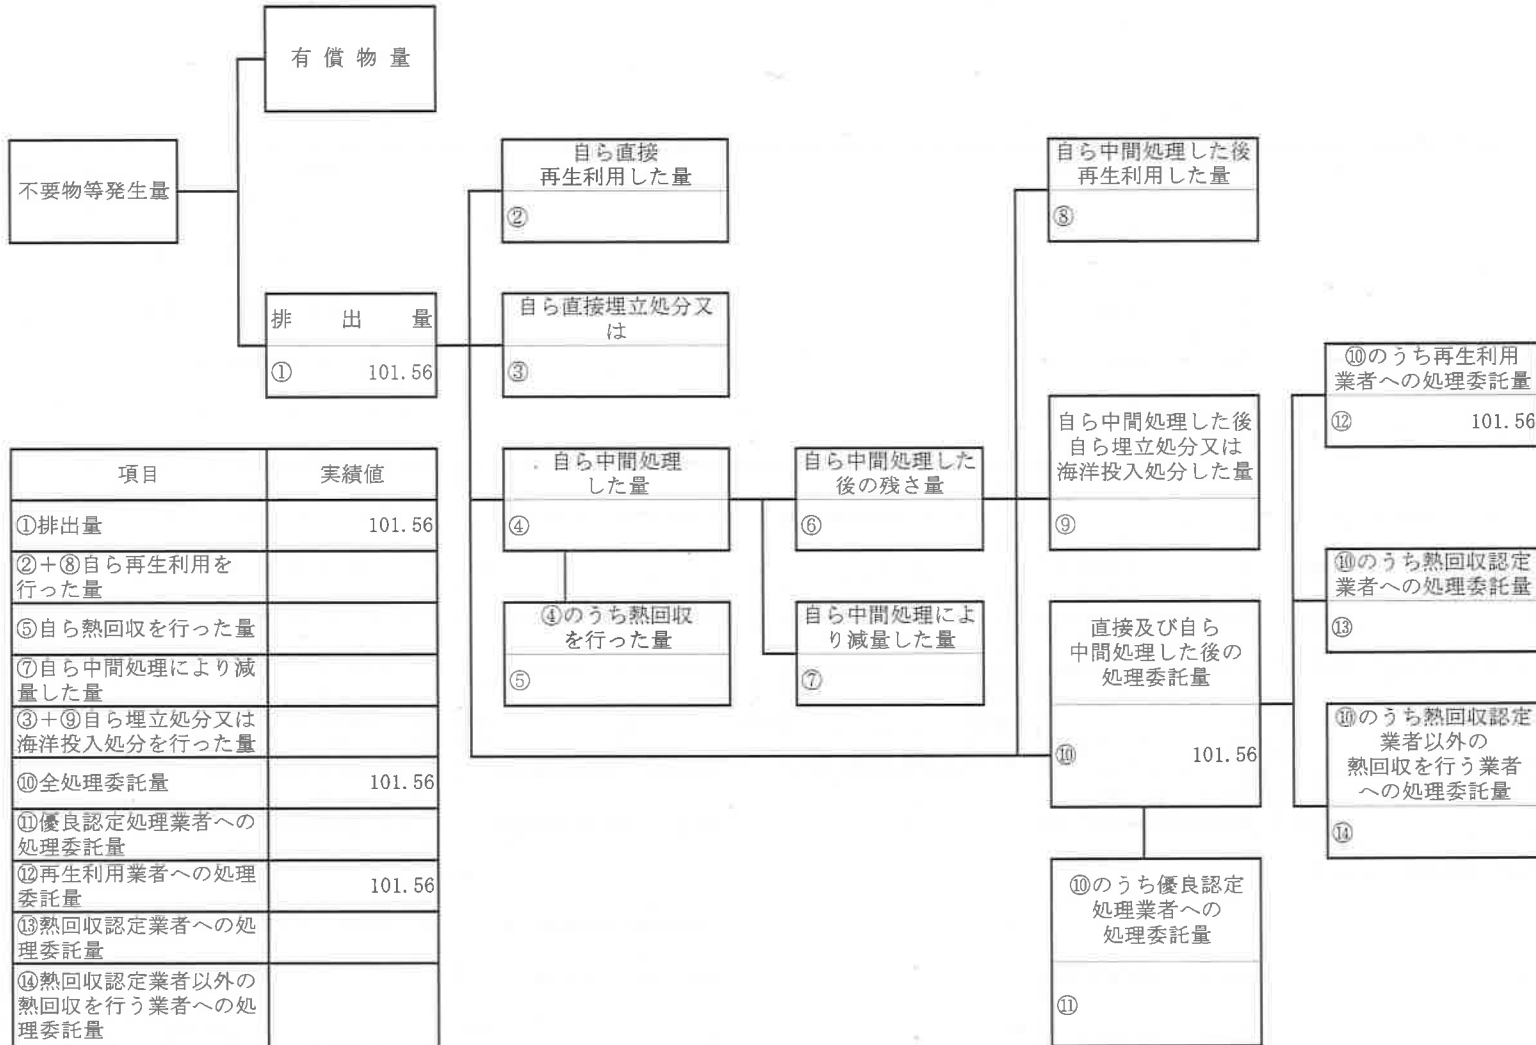 有償物量
不要物等発生量
排出量
① 101.56
自ら直接
再生利用した量
②
自ら直接埋立処分又
は
③
自ら中間処理
した量
④
④のうち熱回収
を行った量
⑤
自ら中間処理した
後の残さ量
⑥
自ら中間処理によ
り減量した量
⑦
自ら中間処理した後
再生利用した量
⑧
自ら中間処理した後
自ら埋立処分又は
海洋投入処分した量
⑨
直接及び自ら
中間処理した後の
処理委託量
⑩ 101.56
⑩のうち優良認定
処理業者への
処理委託量
⑪
⑩のうち再生利用
業者への処理委託量
⑫ 101.56
⑩のうち熱回収認定
業者への処理委託量
⑬
⑩のうち熱回収認定
業者以外の
熱回収を行う業者
への処理委託量
⑭
項目 実績値
①排出量 101.56
②+⑧自ら再生利用を
行った量
⑤自ら熱回収を行った量
⑦自ら中間処理により減
量した量
③+⑨自ら埋立処分又は
海洋投入処分を行った量
⑩全処理委託量 101.56
⑪優良認定処理業者への
処理委託量
⑫再生利用業者への処理
委託量 101.56
⑬熱回収認定業者への処
理委託量
⑭熱回収認定業者以外の
熱回収を行う業者への処
理委託量